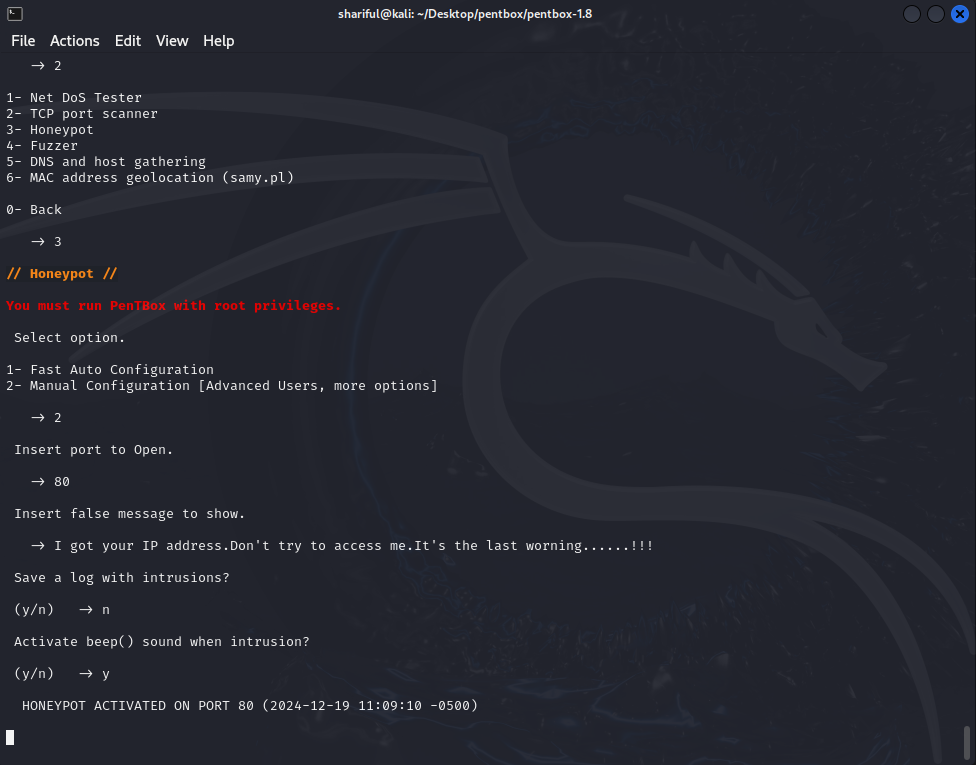 shariful@kali: ~/Desktop/pentbox/pentbox-1.8
File Actions Edit View Help
→ 2
1- Net DoS Tester
2- TCP port scanner
3- Honeypot
4- Fuzzer
5- DNS and host gathering
6- MAC address geolocation (samy.pl)
0- Back
→ 3
// Honeypot //
You must run PenTBox with root privileges.
Select option.
1- Fast Auto Configuration
2- Manual Configuration [Advanced Users, more options]
→ 2
Insert port to Open.
→ 80
Insert false message to show.
→ I got your IP address.Don't try to access me.It's the last worning......!!!
Save a log with intrusions?
(y/n)   → n
Activate beep() sound when intrusion?
(y/n)   → y
HONEYPOT ACTIVATED ON PORT 80 (2024-12-19 11:09:10 -0500)